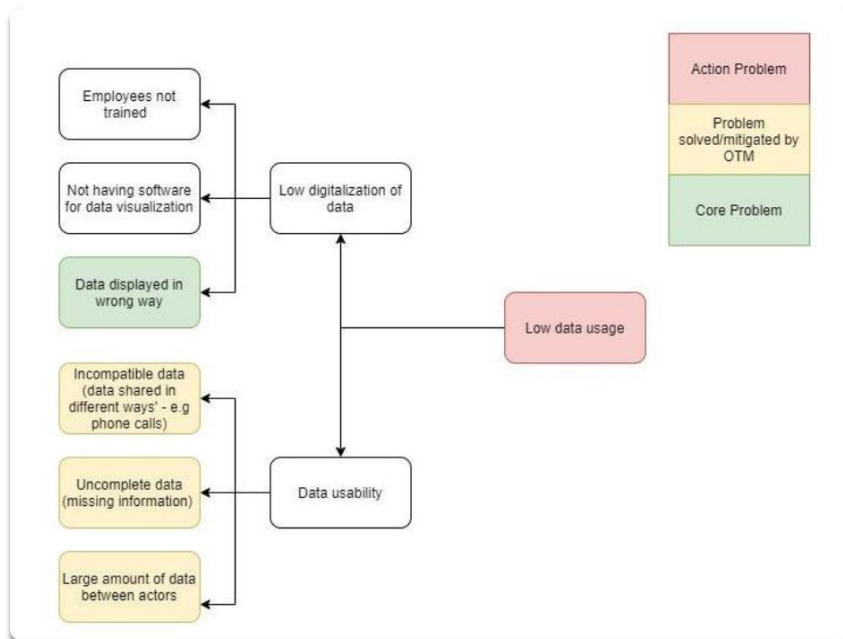 Employees not
trained
Not having software
for data visualization
Data displayed in
wrong way
Incompatible data
(data shared in
different ways' - e.g
phone calls)
Uncomplete data
(missing information)
Large amount of data
between actors
Low digitalization of
data
Data usability
Low data usage
Action Problem
Problem
solved/mitigated by
OTM
Core Problem